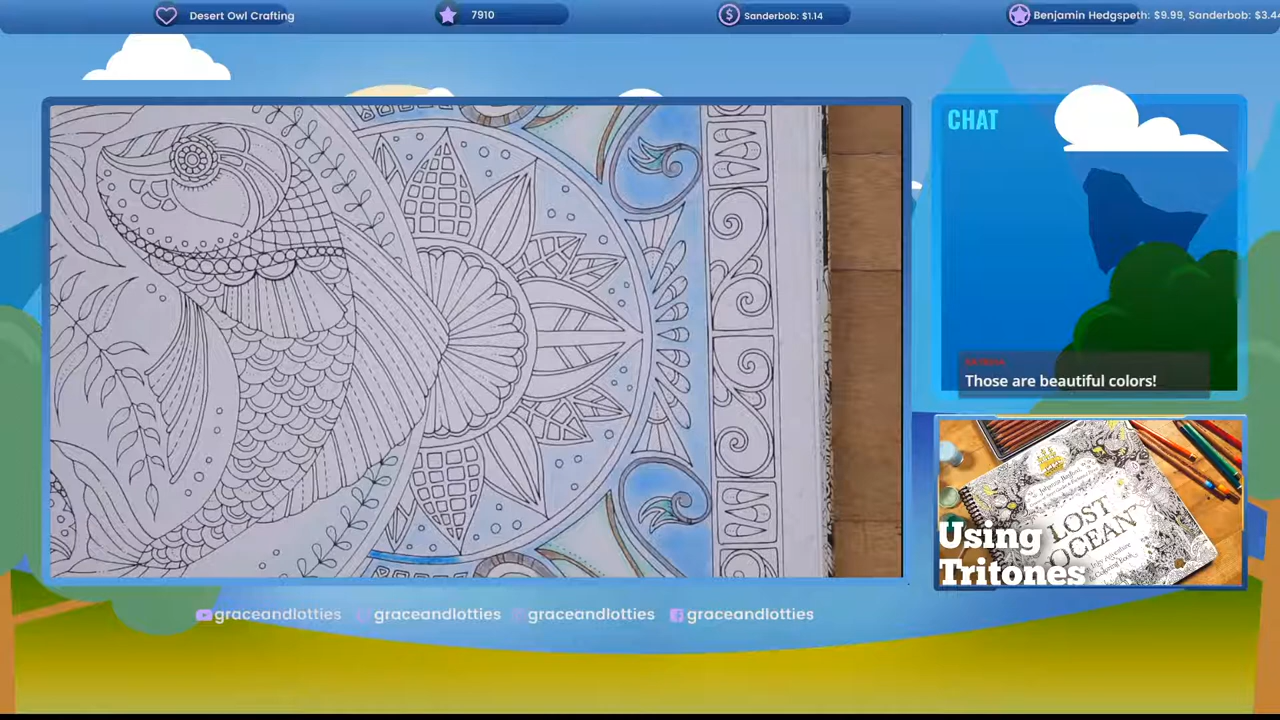 Desert Owl Crafting
7910
Sanderbob: $1.14
Benjamin Hedgspeth: $9.99, Sanderbob: $3.4
CHAT
Those are beautiful colors!
LOST
OCEAN
Using
Tritones
graceandlotties
graceandlotties
graceandlotties
graceandlotties